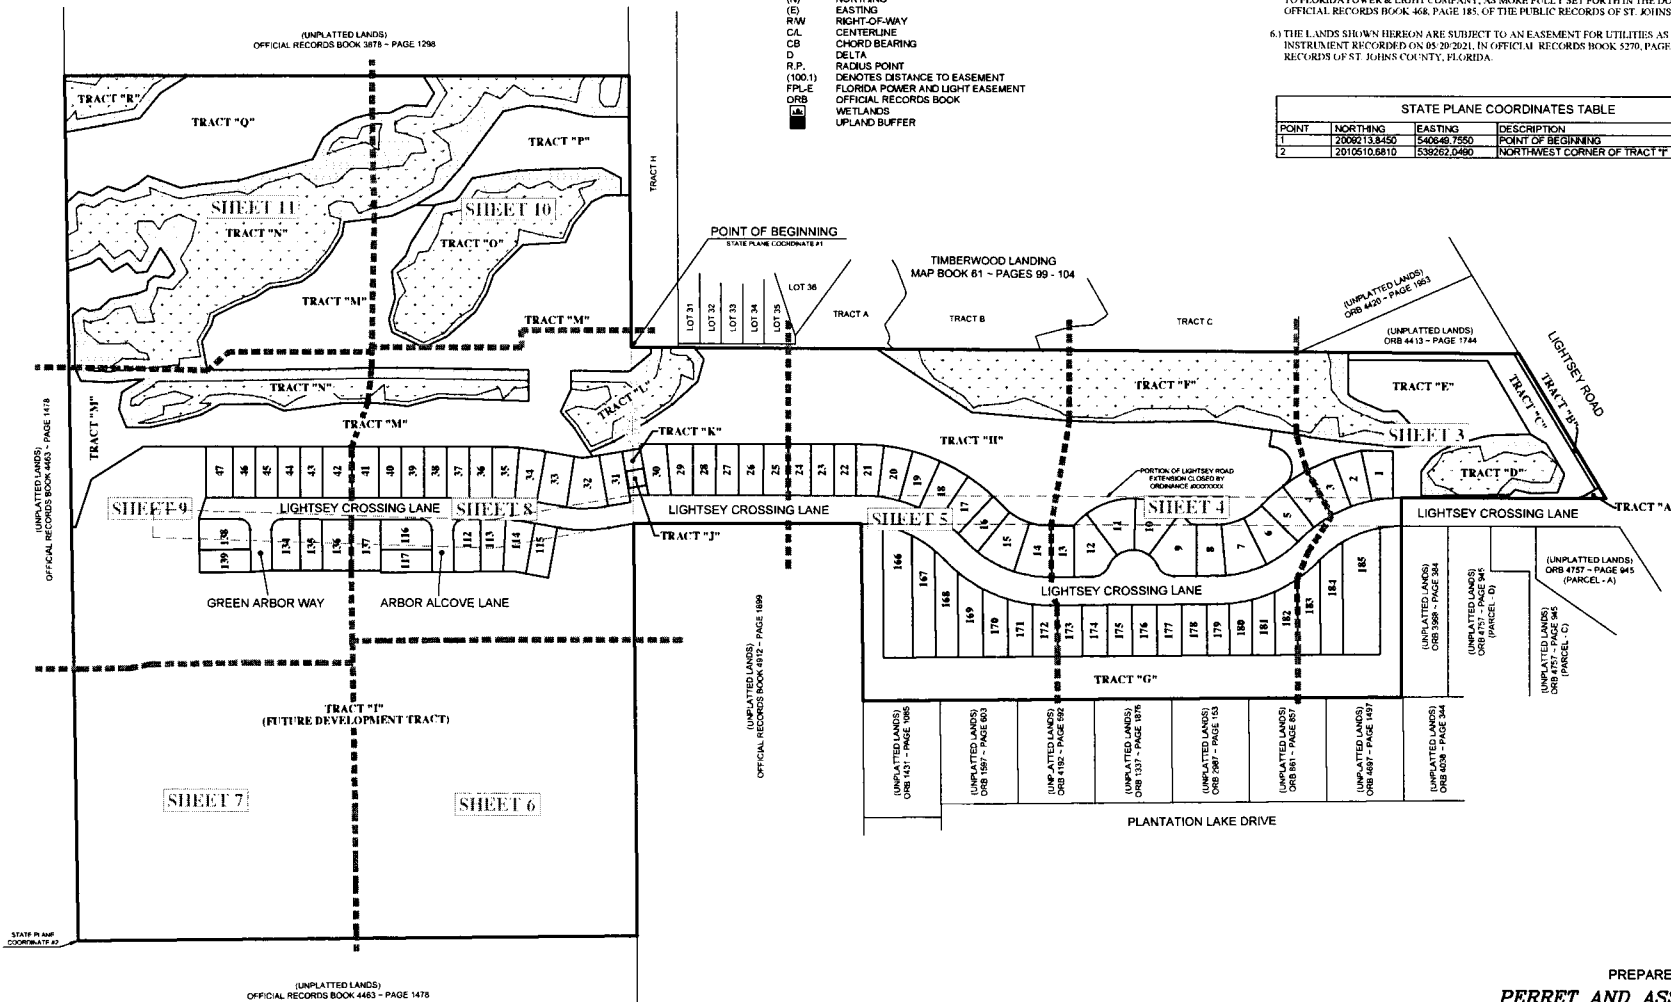 (N) NORTHING
(E) EASTING
R/W RIGHT-OF-WAY
C/L CENTERLINE
CB CHORD BEARING
D DELTA
R.P. RADIUS POINT
(100.1) DENOTES DISTANCE TO EASEMENT
FPL-E FLORIDA POWER AND LIGHT EASEMENT
ORB OFFICIAL RECORDS BOOK
WETLANDS
UPLAND BUFFER
TO FLORIDA POWER & LIGHT COMPANY, AS MORE FULLY SET FORTH IN THE
OFFICIAL RECORDS BOOK 468, PAGE 185, OF THE PUBLIC RECORDS OF ST. JOHNS
6.) THE LANDS SHOWN HEREON ARE SUBJECT TO AN EASEMENT FOR UTILITIES AS
INSTRUMENT RECORDED ON 05/20/2021, IN OFFICIAL RECORDS BOOK 5270, PAGE
RECORDS OF ST. JOHNS COUNTY, FLORIDA.
STATE PLANE COORDINATES TABLE
POINT NORTHING EASTING DESCRIPTION
1 2009213.8450 540649.7550 POINT OF BEGINNING
2 2010510.6810 539262.0490 NORTHWEST CORNER OF TRACT "I"
(UNPLATTED LANDS)
OFFICIAL RECORDS BOOK 3878 ~ PAGE 1298
TRACT "R"
TRACT "Q"
TRACT "P"
TRACT H
SHEET 11
SHEET 10
TRACT "N"
TRACT "O"
TRACT "M"
TRACT "M"
POINT OF BEGINNING
STATE PLANE COORDINATE #1
TIMBERWOOD LANDING
MAP BOOK 61 ~ PAGES 99 - 104
LOT 31
LOT 32
LOT 33
LOT 34
LOT 35
LOT 36
TRACT A
TRACT B
TRACT C
(UNPLATTED LANDS)
ORB 4420 ~ PAGE 1953
(UNPLATTED LANDS)
ORB 4413 ~ PAGE 1744
LIGHTSEY ROAD
TRACT "N"
TRACT "L"
TRACT "F"
TRACT "E"
TRACT "C"
TRACT "B"
TRACT "M"
TRACT "M"
TRACT "K"
TRACT "H"
SHEET 3
TRACT "D"
TRACT "A"
(UNPLATTED LANDS)
OFFICIAL RECORDS BOOK 4463 ~ PAGE 1478
47 46 45 44 43 42 41 40 39 38 37 36 35 34 33 32 31 30 29 28 27 26 25 24 23 22 21 20 19 18 17 16 15 14 13 12 11 10 9 8 7 6 5 4 3 2 1
PORTION OF LIGHTSEY ROAD
EXTENSION CLOSED BY
ORDINANCE #XXXXXXX
SHEET 9
LIGHTSEY CROSSING LANE
SHEET 8
LIGHTSEY CROSSING LANE
SHEET 5
SHEET 4
LIGHTSEY CROSSING LANE
TRACT "J"
138
139
134 135 136 137
116
117
112 113 114 115
GREEN ARBOR WAY
ARBOR ALCOVE LANE
LIGHTSEY CROSSING LANE
166 167 168 169 170 171 172 173 174 175 176 177 178 179 180 181 182 183 184 185
TRACT "G"
(UNPLATTED LANDS)
ORB 3968 ~ PAGE 384
(UNPLATTED LANDS)
ORB 4757 ~ PAGE 945
(PARCEL - D)
(UNPLATTED LANDS)
ORB 4757 ~ PAGE 945
(PARCEL - C)
(UNPLATTED LANDS)
ORB 4757 ~ PAGE 945
(PARCEL - A)
(UNPLATTED LANDS)
OFFICIAL RECORDS BOOK 4912 ~ PAGE 1899
TRACT "I"
(FUTURE DEVELOPMENT TRACT)
SHEET 7
SHEET 6
(UNPLATTED LANDS)
ORB 1431 ~ PAGE 1085
(UNPLATTED LANDS)
ORB 1597 ~ PAGE 603
(UNPLATTED LANDS)
ORB 4192 ~ PAGE 592
(UNPLATTED LANDS)
ORB 1337 ~ PAGE 1876
(UNPLATTED LANDS)
ORB 2987 ~ PAGE 153
(UNPLATTED LANDS)
ORB 861 ~ PAGE 857
(UNPLATTED LANDS)
ORB 4697 ~ PAGE 1497
(UNPLATTED LANDS)
ORB 4038 ~ PAGE 344
PLANTATION LAKE DRIVE
STATE PLANE
COORDINATE #2
(UNPLATTED LANDS)
OFFICIAL RECORDS BOOK 4463 ~ PAGE 1478
PREPARE
PERRET AND ASS